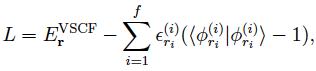 L = E_{\mathbf{r}}^{\text{VSCF}} - \sum_{i=1}^{f} \epsilon_{r_i}^{(i)} (\langle \phi_{r_i}^{(i)} | \phi_{r_i}^{(i)} \rangle - 1),